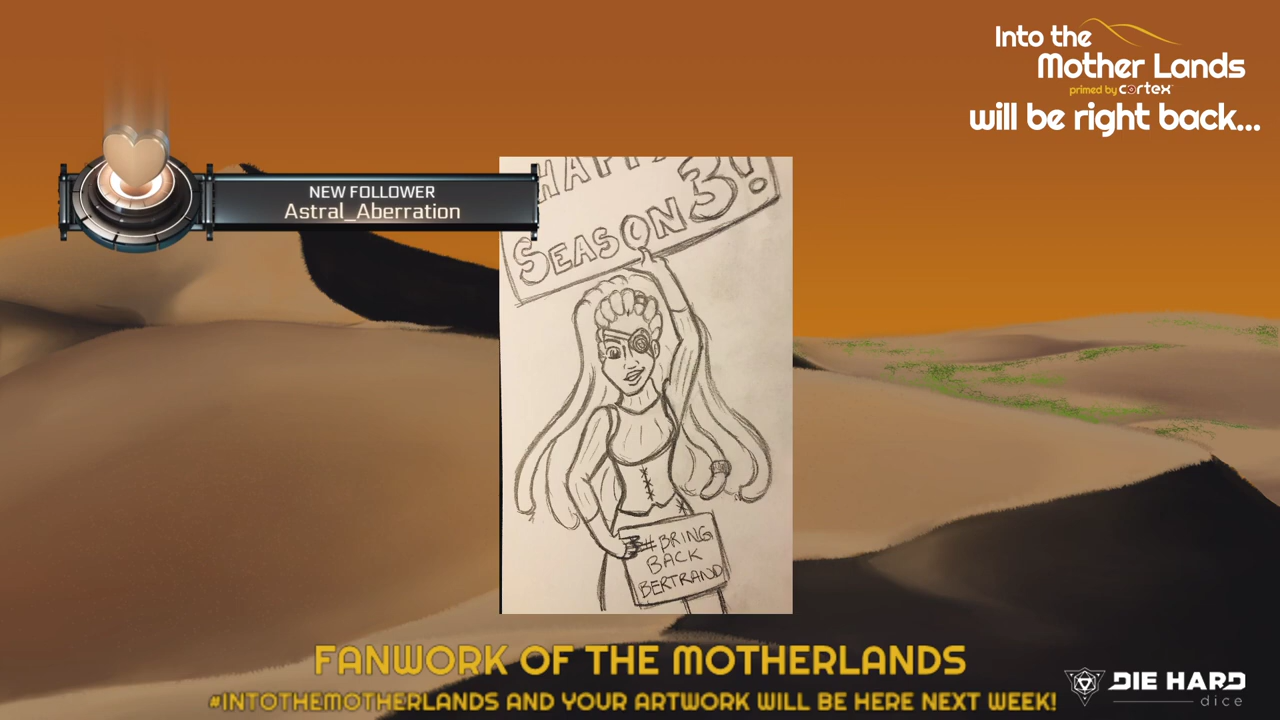 Into the
Mother Lands
primed by cortex
will be right back...
NEW FOLLOWER
Astral_Aberration
HAPPY
SEASON 3!
#BRING
BACK
BERTRAND
FANWORK OF THE MOTHERLANDS
#INTOTHEMOTHERLANDS AND YOUR ARTWORK WILL BE HERE NEXT WEEK!
DIE HARD
dice